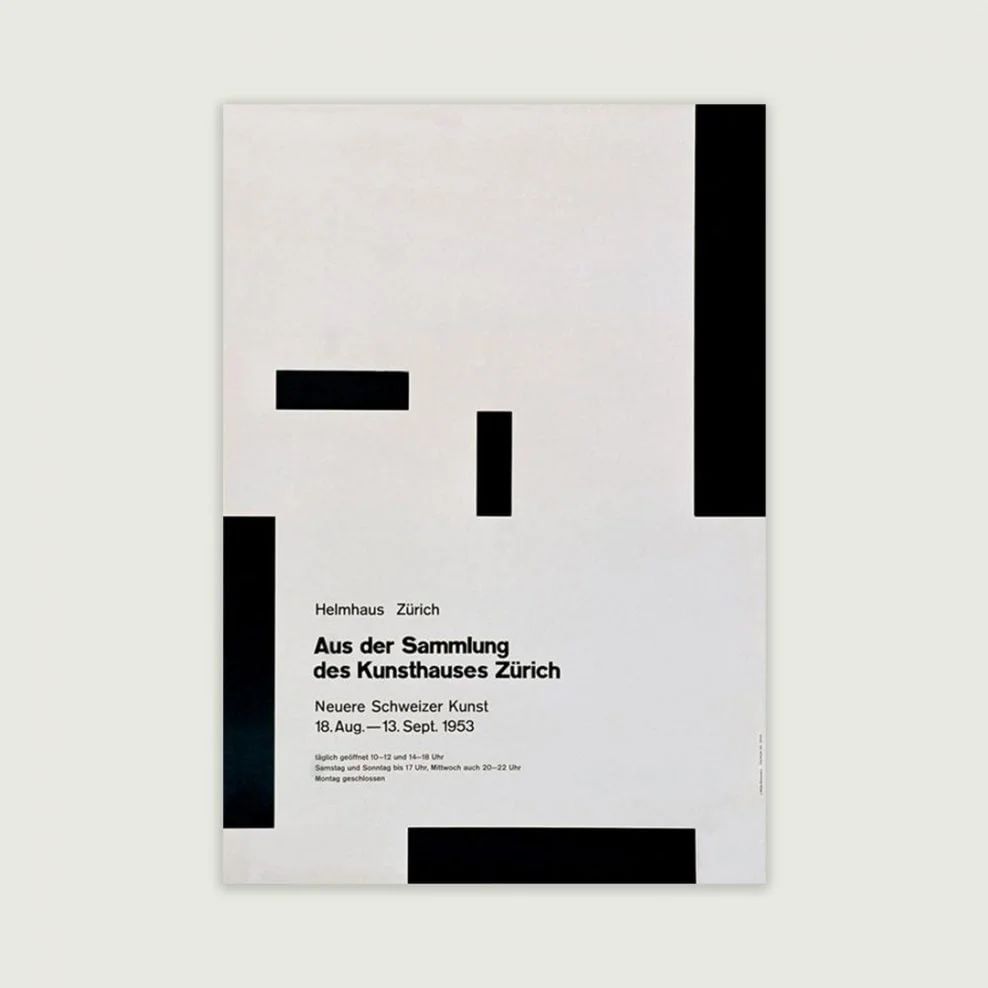 Helmhaus Zürich
Aus der Sammlung
des Kunsthauses Zürich
Neuere Schweizer Kunst
18. Aug.—13. Sept. 1953
täglich geöffnet 10–12 und 14–18 Uhr
Samstag und Sonntag bis 17 Uhr, Mittwoch auch 20–22 Uhr
Montag geschlossen